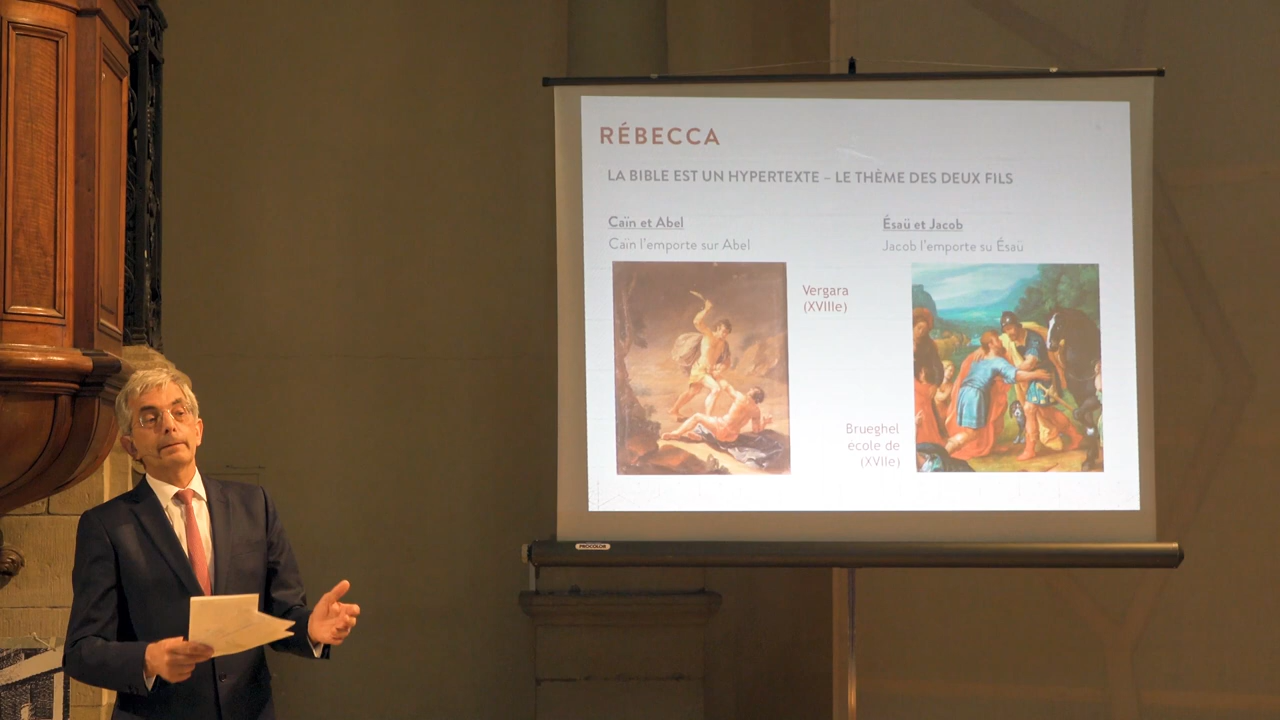 RÉBECCA
LA BIBLE EST UN HYPERTEXTE – LE THÈME DES DEUX FILS
Caïn et Abel
Caïn l'emporte sur Abel
Ésaü et Jacob
Jacob l'emporte su Ésaü
Vergara
(XVIIIe)
Brueghel
ecole de
(XVIIe)
PROCOLOR